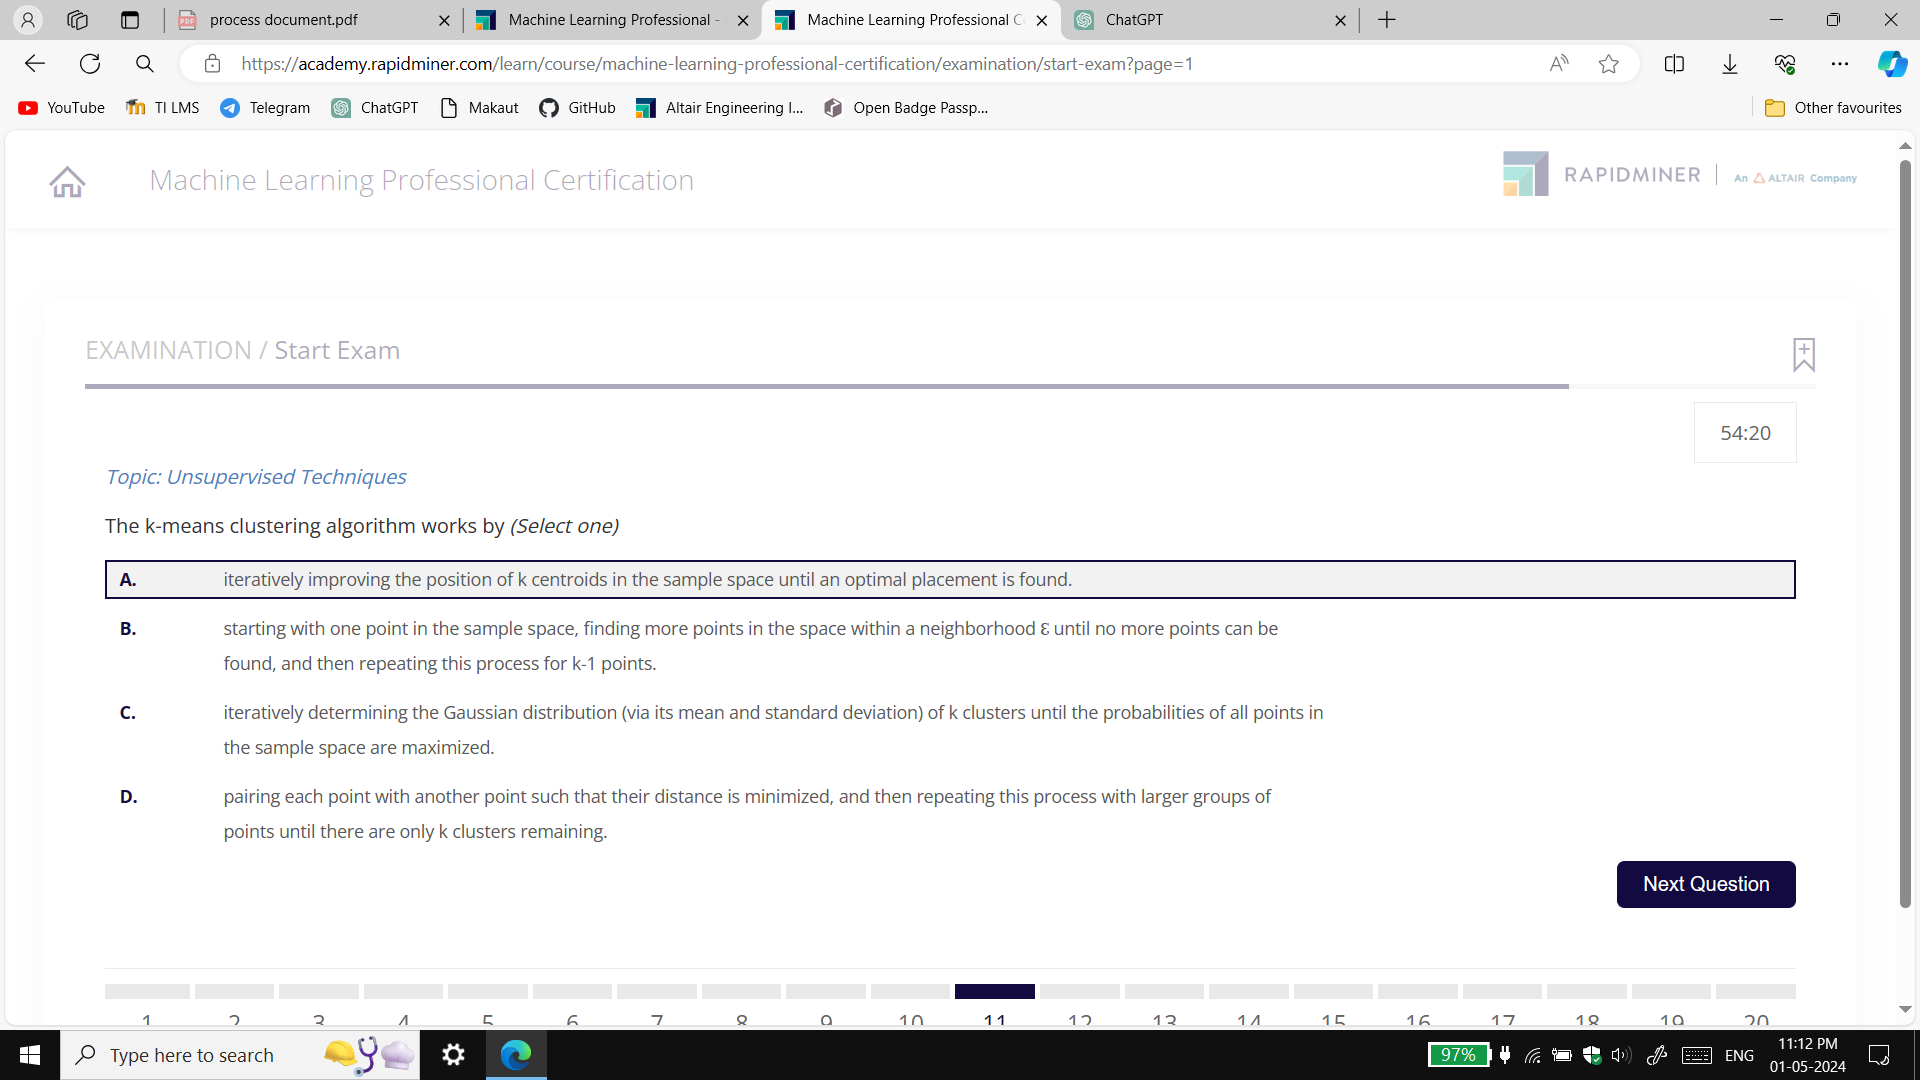 process document.pdf
Machine Learning Professional -
Machine Learning Professional C
ChatGPT
https://academy.rapidminer.com/learn/course/machine-learning-professional-certification/examination/start-exam?page=1
YouTube
TI LMS
Telegram
ChatGPT
Makaut
GitHub
Altair Engineering I...
Open Badge Passp...
Other favourites
Machine Learning Professional Certification
RAPIDMINER | An ALTAIR Company
EXAMINATION / Start Exam
54:20
Topic: Unsupervised Techniques
The k-means clustering algorithm works by (Select one)
A. iteratively improving the position of k centroids in the sample space until an optimal placement is found.
B. starting with one point in the sample space, finding more points in the space within a neighborhood Ɛ until no more points can be
found, and then repeating this process for k-1 points.
C. iteratively determining the Gaussian distribution (via its mean and standard deviation) of k clusters until the probabilities of all points in
the sample space are maximized.
D. pairing each point with another point such that their distance is minimized, and then repeating this process with larger groups of
points until there are only k clusters remaining.
Next Question
1 2 3 4 5 6 7 8 9 10 11 12 13 14 15 16 17 18 19 20
Type here to search
97%
ENG
11:12 PM
01-05-2024